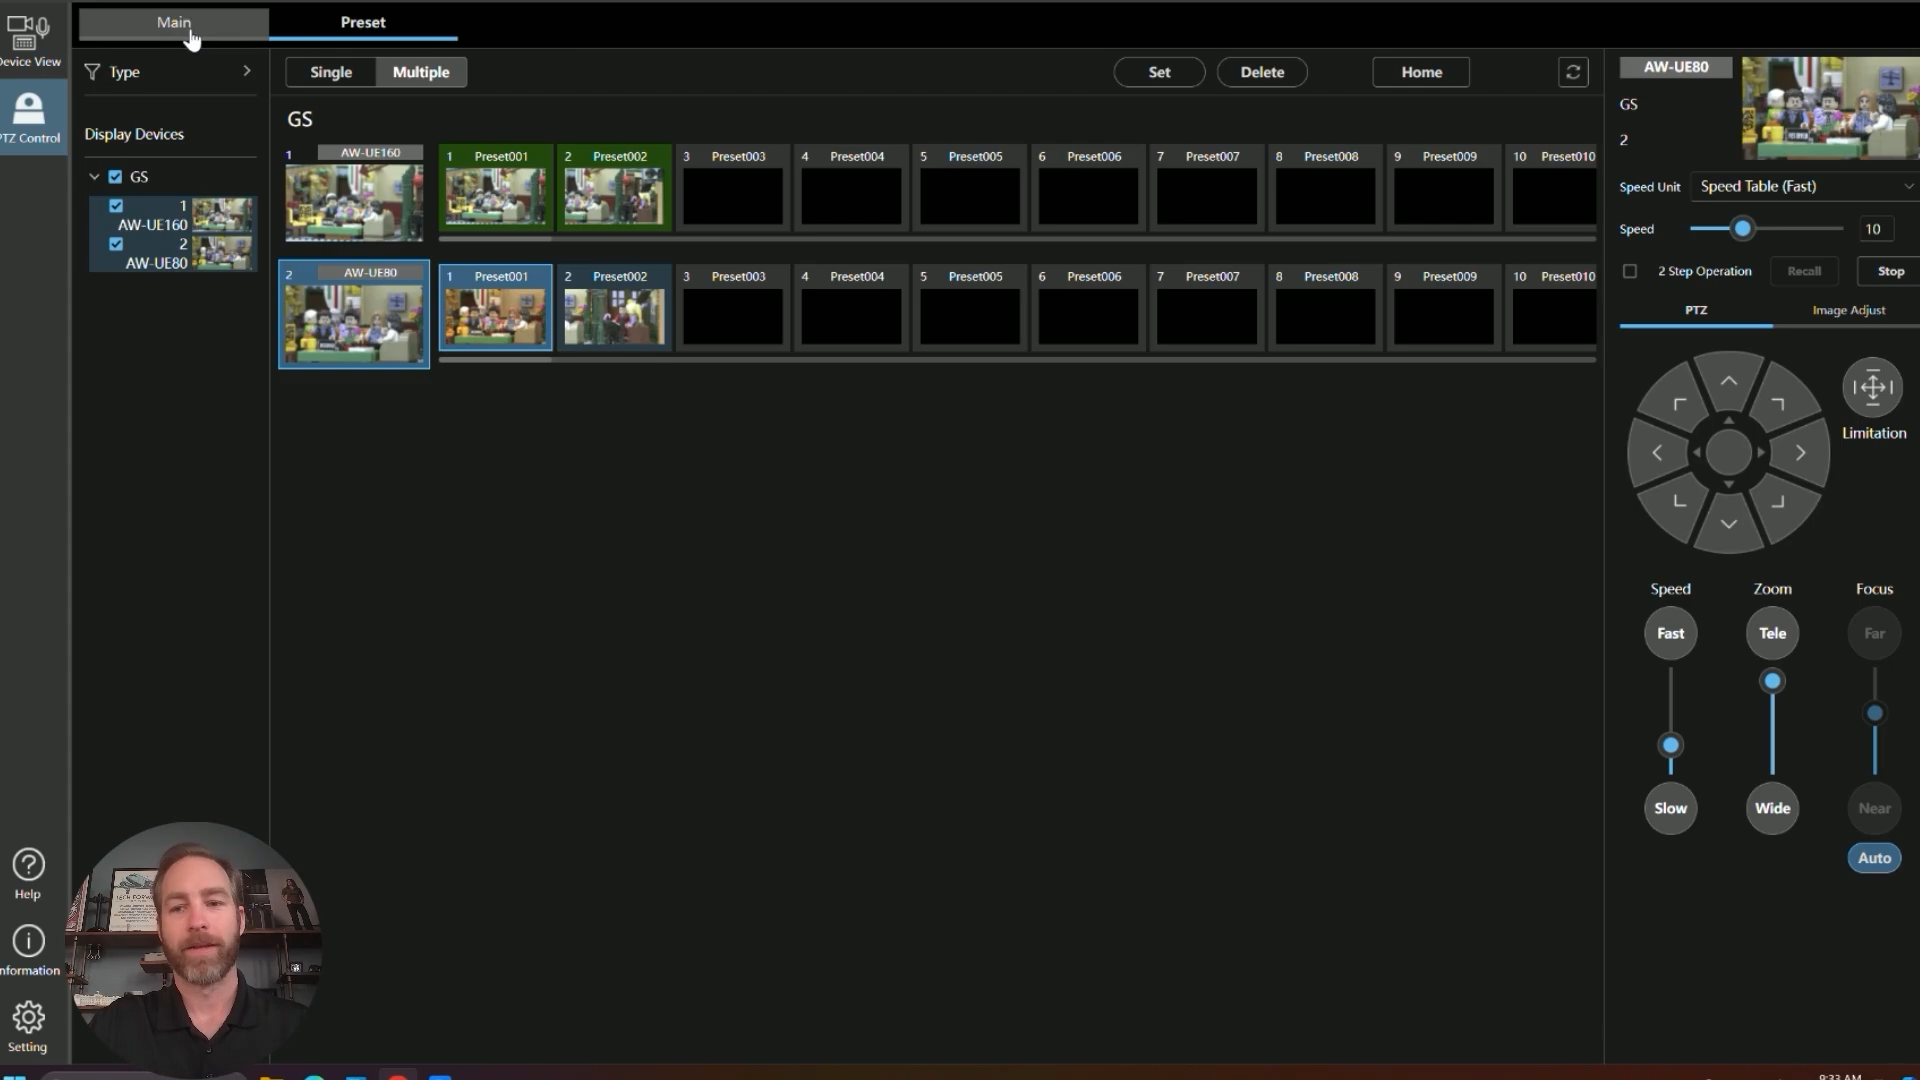 Main
Preset
Device View
PTZ Control
Type
Display Devices
GS
1
AW-UE160
2
AW-UE80
Single
Multiple
Set
Delete
Home
GS
1 AW-UE160
1 Preset001
2 Preset002
3 Preset003
4 Preset004
5 Preset005
6 Preset006
7 Preset007
8 Preset008
9 Preset009
10 Preset010
2 AW-UE80
1 Preset001
2 Preset002
3 Preset003
4 Preset004
5 Preset005
6 Preset006
7 Preset007
8 Preset008
9 Preset009
10 Preset010
AW-UE80
GS
2
Speed Unit Speed Table (Fast)
Speed 10
2 Step Operation Recall Stop
PTZ Image Adjust
Limitation
Speed Zoom Focus
Fast Tele Far
Slow Wide Near
Auto
Help
Information
Setting
9:33 AM